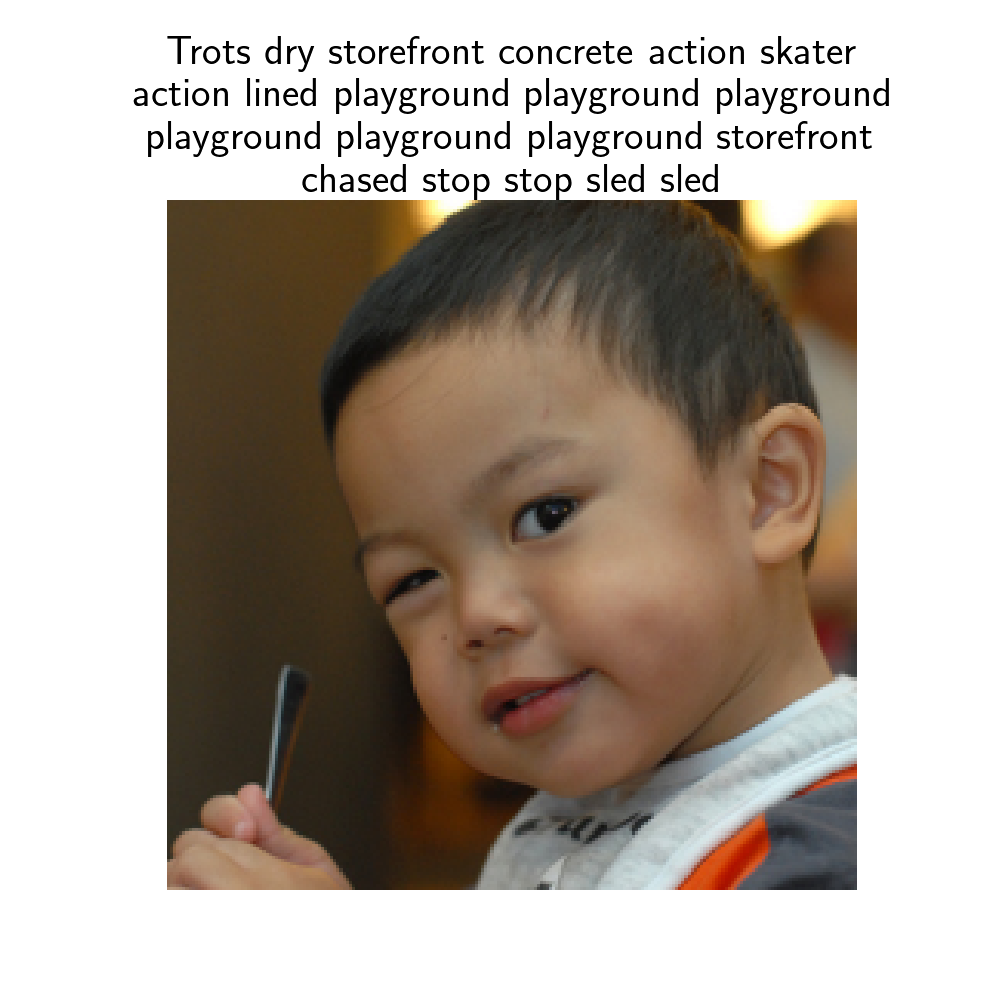 Trots dry storefront concrete action skater
action lined playground playground playground
playground playground playground storefront
chased stop stop sled sled